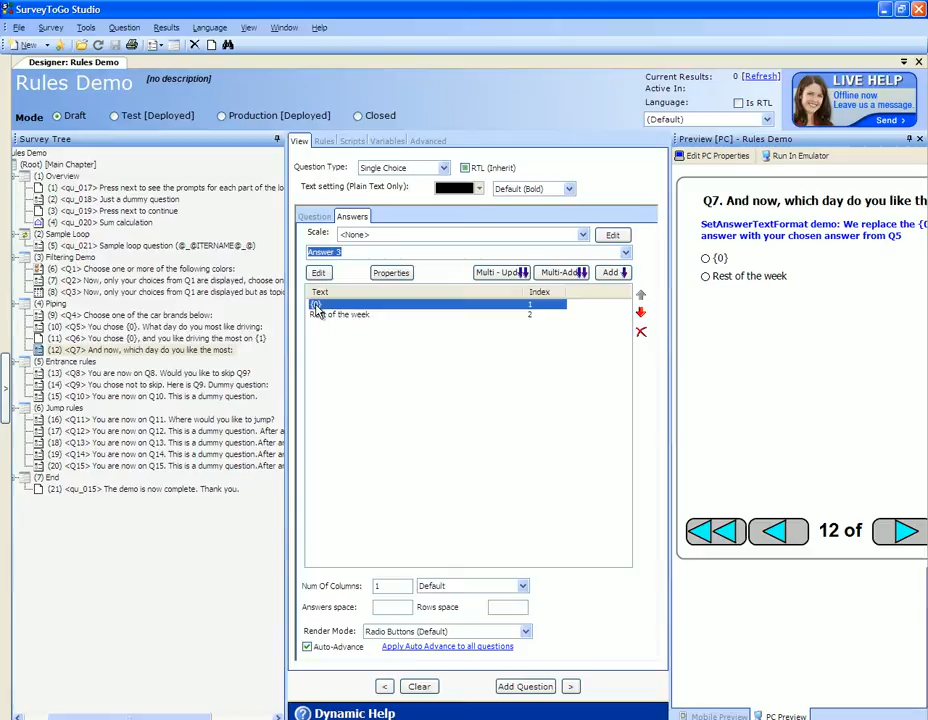 SurveyToGo Studio
File Survey Tools Question Results Language View Window Help
New
Designer: Rules Demo
Rules Demo [no description]
Current Results: 0 [Refresh]
Active In:
Language: Is RTL
(Default)
LIVE HELP
Offline now
Leave us a message.
Send >
Mode Draft Test [Deployed] Production [Deployed] Closed
Survey Tree
ules Demo
{Root} [Main Chapter]
(1) Overview
(1) <qu_017> Press next to see the prompts for each part of the lo
(2) <qu_018> Just a dummy question
(3) <qu_019> Press next to continue
(4) <qu_020> Sum calculation
(2) Sample Loop
(5) <qu_021> Sample loop question (@_@ITERNAME@_@)
(3) Filtering Demo
(6) <Q1> Choose one or more of the following colors:
(7) <Q2> Now, only your choices from Q1 are displayed, choose on
(8) <Q3> Now, only your choices from Q1 are displayed but as topic
(4) Piping
(9) <Q4> Choose one of the car brands below:
(10) <Q5> You chose {0}. What day do you most like driving:
(11) <Q6> You chose {0}, and you like driving the most on {1}
(12) <Q7> And now, which day do you like the most:
(5) Entrance rules
(13) <Q8> You are now on Q8. Would you like to skip Q9?
(14) <Q9> You chose not to skip. Here is Q9. Dummy question:
(15) <Q10> You are now on Q10. This is a dummy question.
(6) Jump rules
(16) <Q11> You are now on Q11. Where would you like to jump?
(17) <Q12> You are now on Q12. This is a dummy question. After a
(18) <Q13> You are now on Q13. This is a dummy question.After an
(19) <Q14> You are now on Q14. This is a dummy question.After a
(20) <Q15> You are now on Q15. This is a dummy question.After a
(7) End
(21) <qu_015> The demo is now complete. Thank you.
View Rules Scripts Variables Advanced
Question Type: Single Choice RTL (Inherit)
Text setting (Plain Text Only): Default (Bold)
Question Answers
Scale: <None> Edit
Answer 3
Edit Properties Multi - Upd Multi-Add Add
Text Index
{0} 1
Rest of the week 2
Num Of Columns: 1 Default
Answers space: Rows space
Render Mode: Radio Buttons (Default)
Auto-Advance Apply Auto Advance to all questions
< Clear Add Question >
Dynamic Help
Preview [PC] - Rules Demo
Edit PC Properties Run In Emulator
Q7. And now, which day do you like th
SetAnswerTextFormat demo: We replace the {0
answer with your chosen answer from Q5
{0}
Rest of the week
12 of
Mobile Preview PC Preview